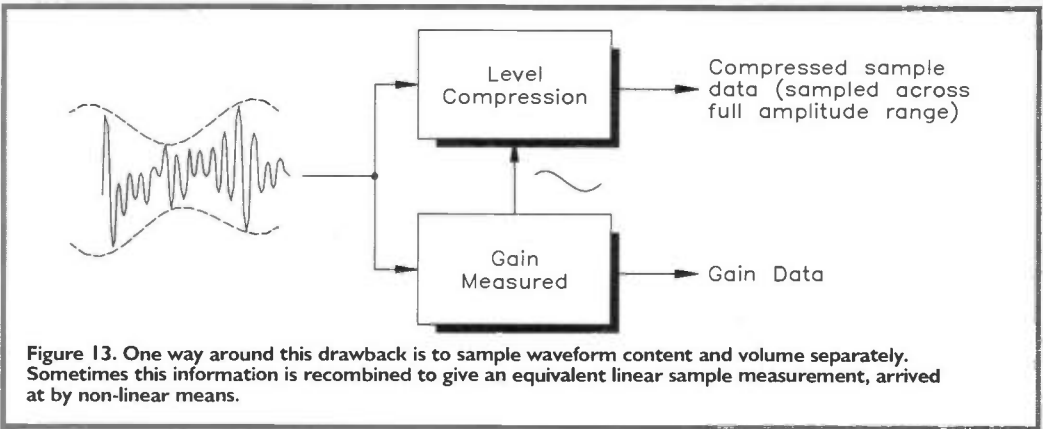 Level
Compression
Compressed sample
data (sampled across
full amplitude range)
Gain
Measured
Gain Data
Figure 13. One way around this drawback is to sample waveform content and volume separately.
Sometimes this information is recombined to give an equivalent linear sample measurement, arrived
at by non-linear means.